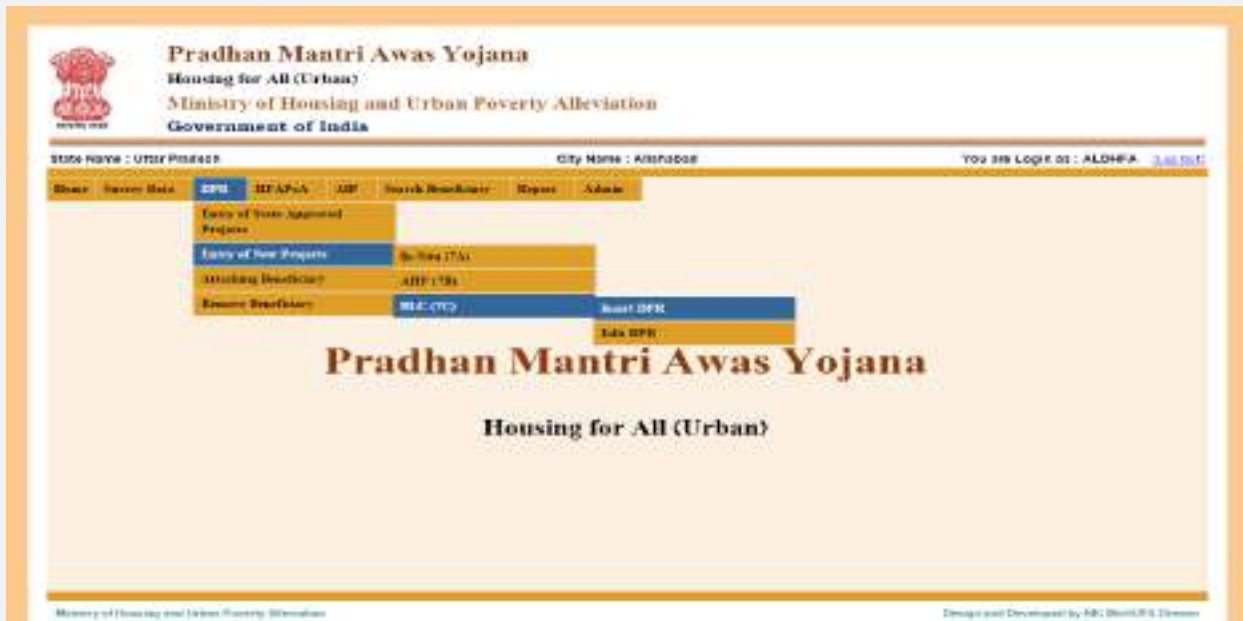 Pradhan Mantri Awas Yojana
Housing for All (Urban)
Ministry of Housing and Urban Poverty Alleviation
Government of India
State Name : Uttar Pradesh City Name : Allahabad You are Login as : ALDHFA Log Out
Home Survey Data DPR HFAPoA AIP Search Beneficiary Report Admin
Entry of State Approved
Projects
Entry of New Projects In-Situ (7A)
Attaching Beneficiary AHP (7B)
Remove Beneficiary BLC (7C) Insert DPR
Edit DPR
Pradhan Mantri Awas Yojana
Housing for All (Urban)
Ministry of Housing and Urban Poverty Alleviation Design and Developed by NIC